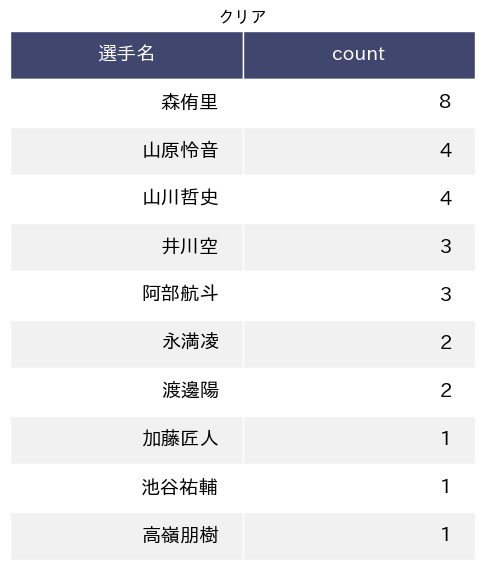 クリア
選手名 count
森侑里 8
山原怜音 4
山川哲史 4
井川空 3
阿部航斗 3
永満凌 2
渡邊陽 2
加藤匠人 1
池谷祐輔 1
高嶺朋樹 1